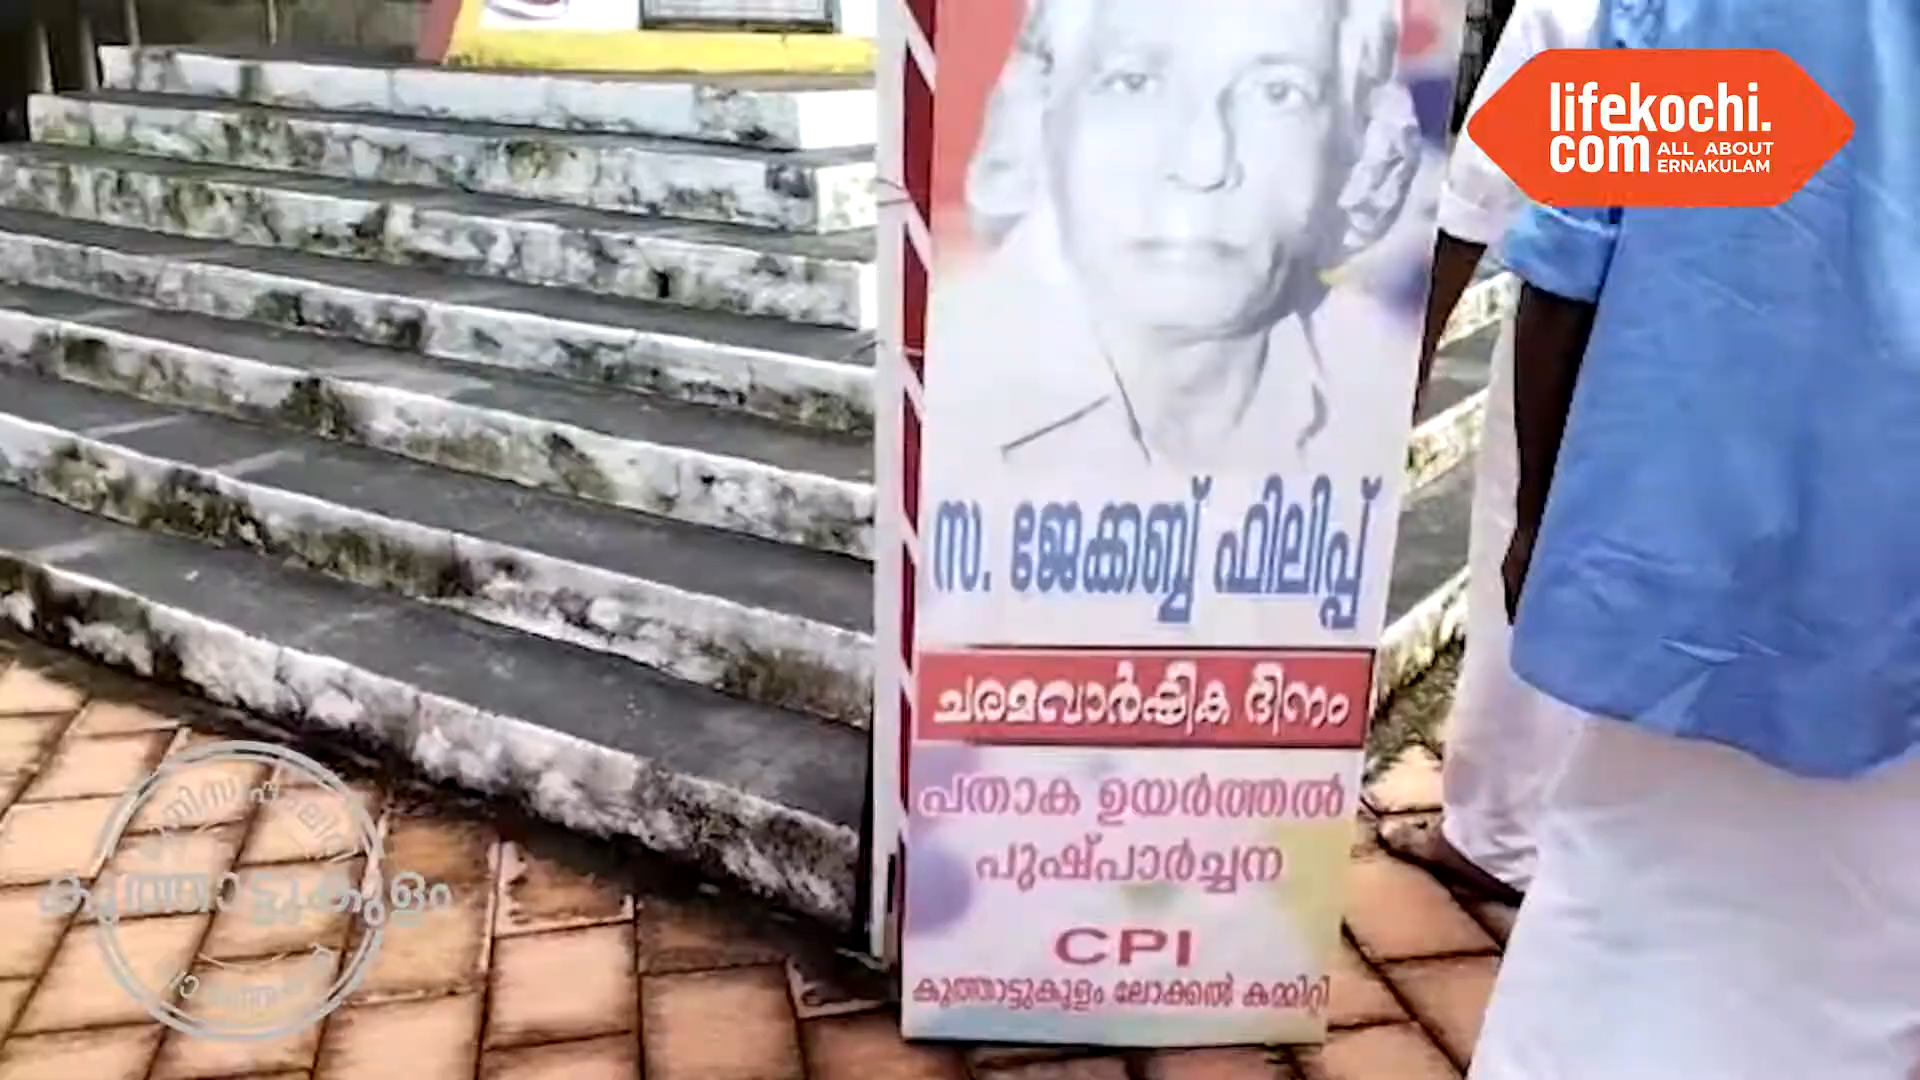 lifekochi.
com ALL ABOUT
ERNAKULAM
സ. ജേക്കബ്ബ് ഫിലിപ്പ്
ചരമവാർഷിക ദിനം
പതാക ഉയർത്തൽ
പുഷ്പാർച്ചന
CPI
കൂത്താട്ടുകുളം ലോക്കൽ കമ്മിറ്റി
കൂത്താട്ടുകുളം